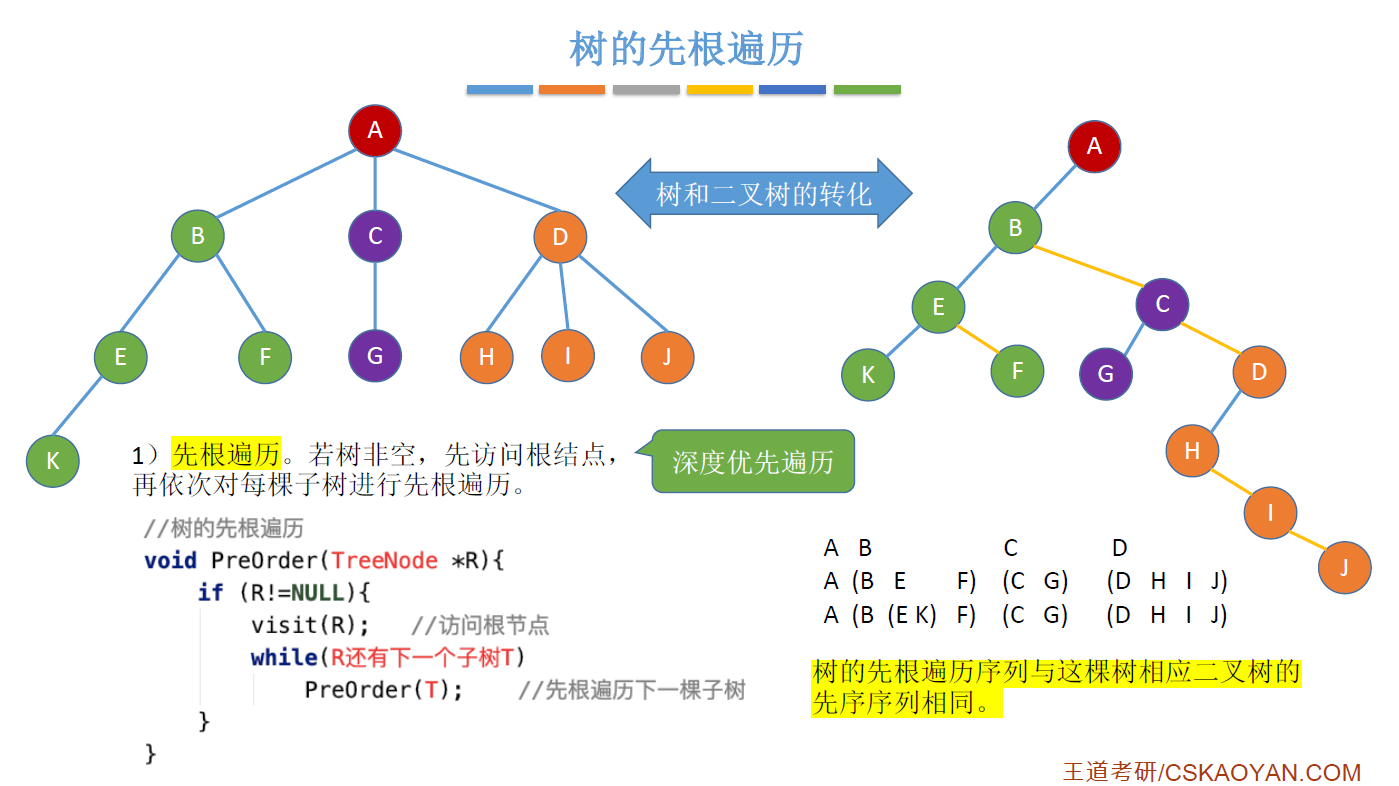 树的先根遍历
A
B
C
D
E
F
G
H
I
J
K
树和二叉树的转化
A
B
E
C
K
F
G
D
H
I
J
1）先根遍历。若树非空，先访问根结点，
再依次对每棵子树进行先根遍历。
深度优先遍历
//树的先根遍历
void PreOrder(TreeNode *R){
if (R!=NULL){
visit(R); //访问根节点
while(R还有下一个子树T)
PreOrder(T); //先根遍历下一棵子树
}
}
A B C D
A (B E F) (C G) (D H I J)
A (B (E K) F) (C G) (D H I J)
树的先根遍历序列与这棵树相应二叉树的
先序序列相同。
王道考研/CSKAOYAN.COM